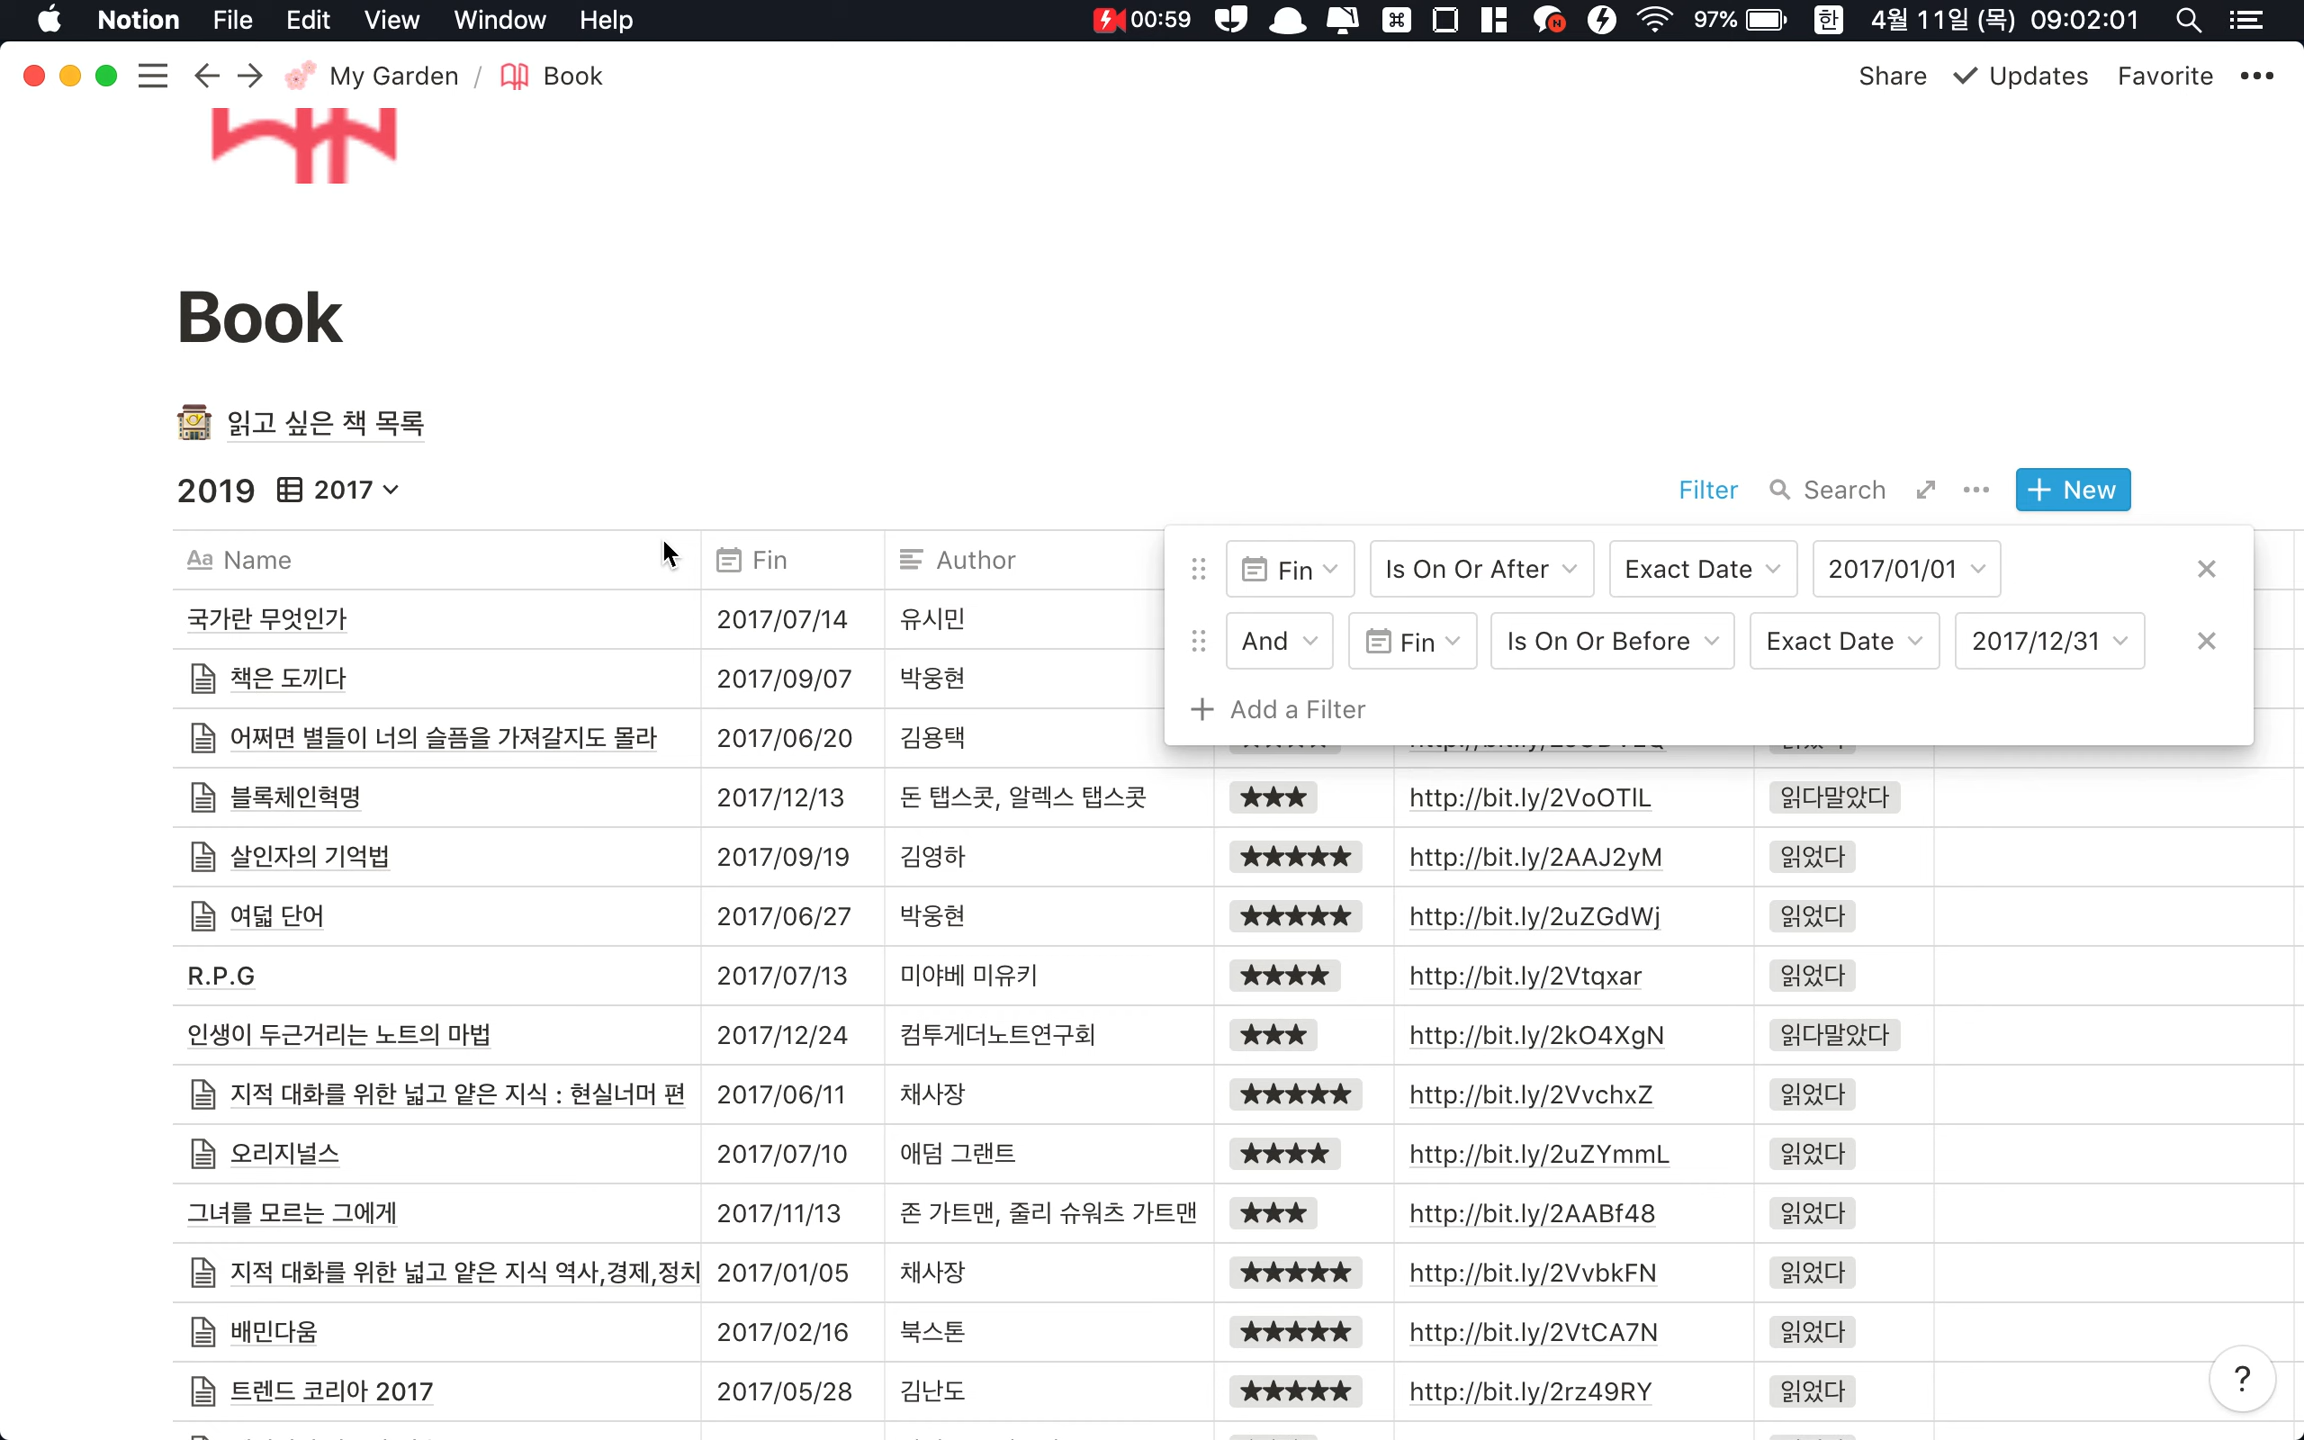 Notion File Edit View Window Help 00:59 97% 한 4월 11일 (목) 09:02:01
My Garden / Book Share Updates Favorite •••
Book
읽고 싶은 책 목록
2019 2017 Filter Search ••• + New
Aa Name Fin Author
Fin Is On Or After Exact Date 2017/01/01
And Fin Is On Or Before Exact Date 2017/12/31
+ Add a Filter
국가란 무엇인가 2017/07/14 유시민
책은 도끼다 2017/09/07 박웅현
어쩌면 별들이 너의 슬픔을 가져갈지도 몰라 2017/06/20 김용택
블록체인혁명 2017/12/13 돈 탭스콧, 알렉스 탭스콧 ★★★ http://bit.ly/2VoOTlL 읽다말았다
살인자의 기억법 2017/09/19 김영하 ★★★★★ http://bit.ly/2AAJ2yM 읽었다
여덟 단어 2017/06/27 박웅현 ★★★★★ http://bit.ly/2uZGdWj 읽었다
R.P.G 2017/07/13 미야베 미유키 ★★★★ http://bit.ly/2Vtqxar 읽었다
인생이 두근거리는 노트의 마법 2017/12/24 컴투게더노트연구회 ★★★ http://bit.ly/2kO4XgN 읽다말았다
지적 대화를 위한 넓고 얕은 지식 : 현실너머 편 2017/06/11 채사장 ★★★★★ http://bit.ly/2VvchxZ 읽었다
오리지널스 2017/07/10 애덤 그랜트 ★★★★ http://bit.ly/2uZYmmL 읽었다
그녀를 모르는 그에게 2017/11/13 존 가트맨, 줄리 슈워츠 가트맨 ★★★ http://bit.ly/2AABf48 읽었다
지적 대화를 위한 넓고 얕은 지식 역사,경제,정치 2017/01/05 채사장 ★★★★★ http://bit.ly/2VvbkFN 읽었다
배민다움 2017/02/16 북스톤 ★★★★★ http://bit.ly/2VtCA7N 읽었다
트렌드 코리아 2017 2017/05/28 김난도 ★★★★★ http://bit.ly/2rz49RY 읽었다
?